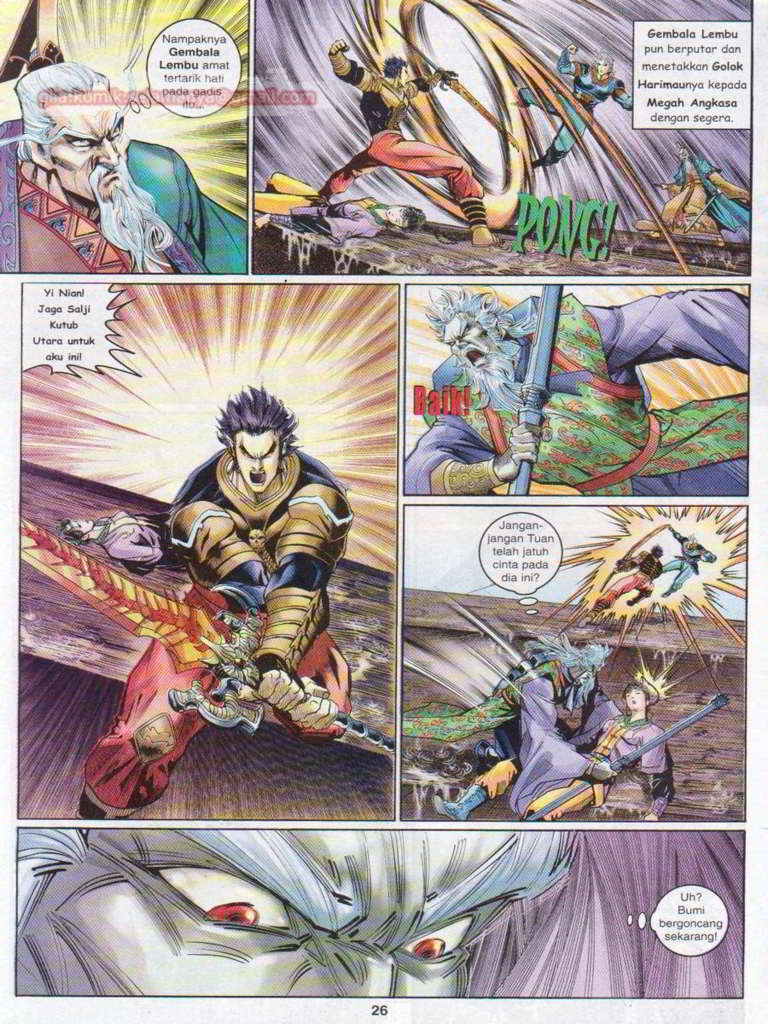 Nampaknya
Gembala
Lembu amat
tertarik hati
pada gadis
itu...
Gembala Lembu
pun berputar dan
menetakkan Golok
Harimaunya kepada
Megah Angkasa
dengan segera.
PONG!
Yi Nian!
Jaga Salji
Kutub
Utara untuk
aku ini!
Baik!
Jangan-
jangan Tuan
telah jatuh
cinta pada
dia ini?
Uh?
Bumi
bergoncang
sekarang!
26